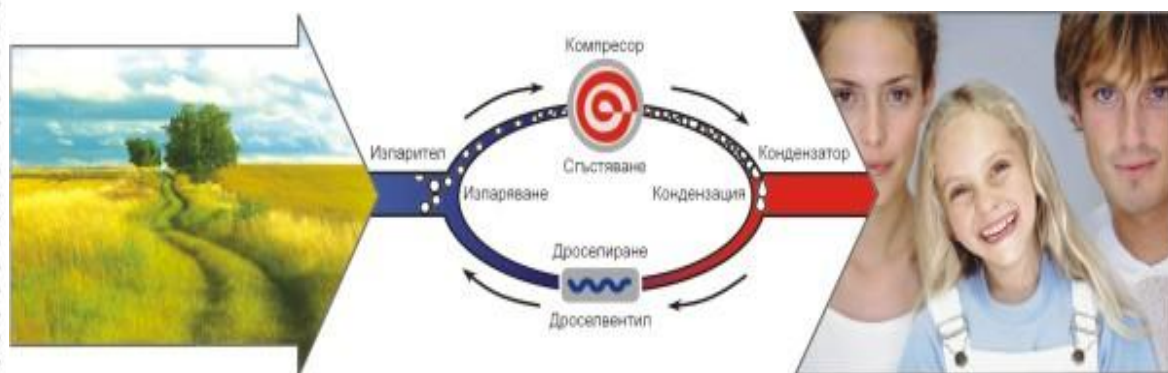 Компресор
Изпарител
Сгъстяване
Кондензатор
Изпаряване
Кондензация
Дроселиране
Дроселвентил